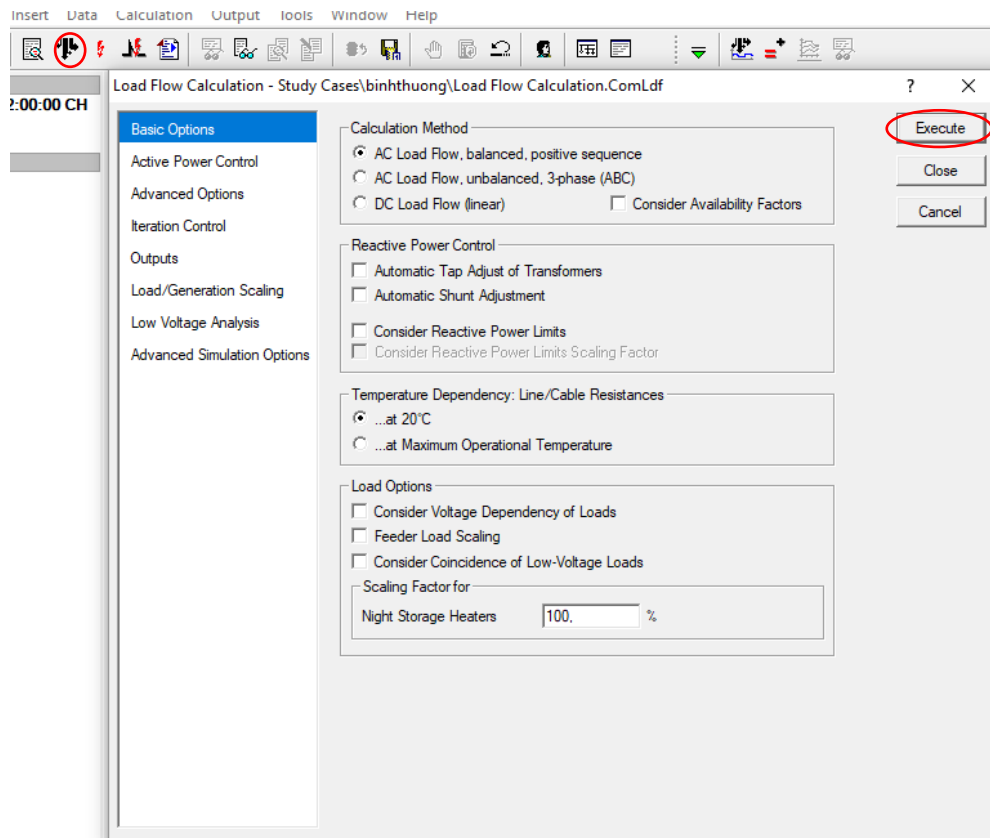 Insert Data Calculation Output Tools Window Help
Load Flow Calculation - Study Cases\binhthuong\Load Flow Calculation.ComLdf ?
2:00:00 CH
Basic Options
Active Power Control
Advanced Options
Iteration Control
Outputs
Load/Generation Scaling
Low Voltage Analysis
Advanced Simulation Options
Calculation Method
AC Load Flow, balanced, positive sequence
AC Load Flow, unbalanced, 3-phase (ABC)
DC Load Flow (linear) Consider Availability Factors
Reactive Power Control
Automatic Tap Adjust of Transformers
Automatic Shunt Adjustment
Consider Reactive Power Limits
Consider Reactive Power Limits Scaling Factor
Temperature Dependency: Line/Cable Resistances
...at 20°C
...at Maximum Operational Temperature
Load Options
Consider Voltage Dependency of Loads
Feeder Load Scaling
Consider Coincidence of Low-Voltage Loads
Scaling Factor for
Night Storage Heaters 100, %
Execute
Close
Cancel